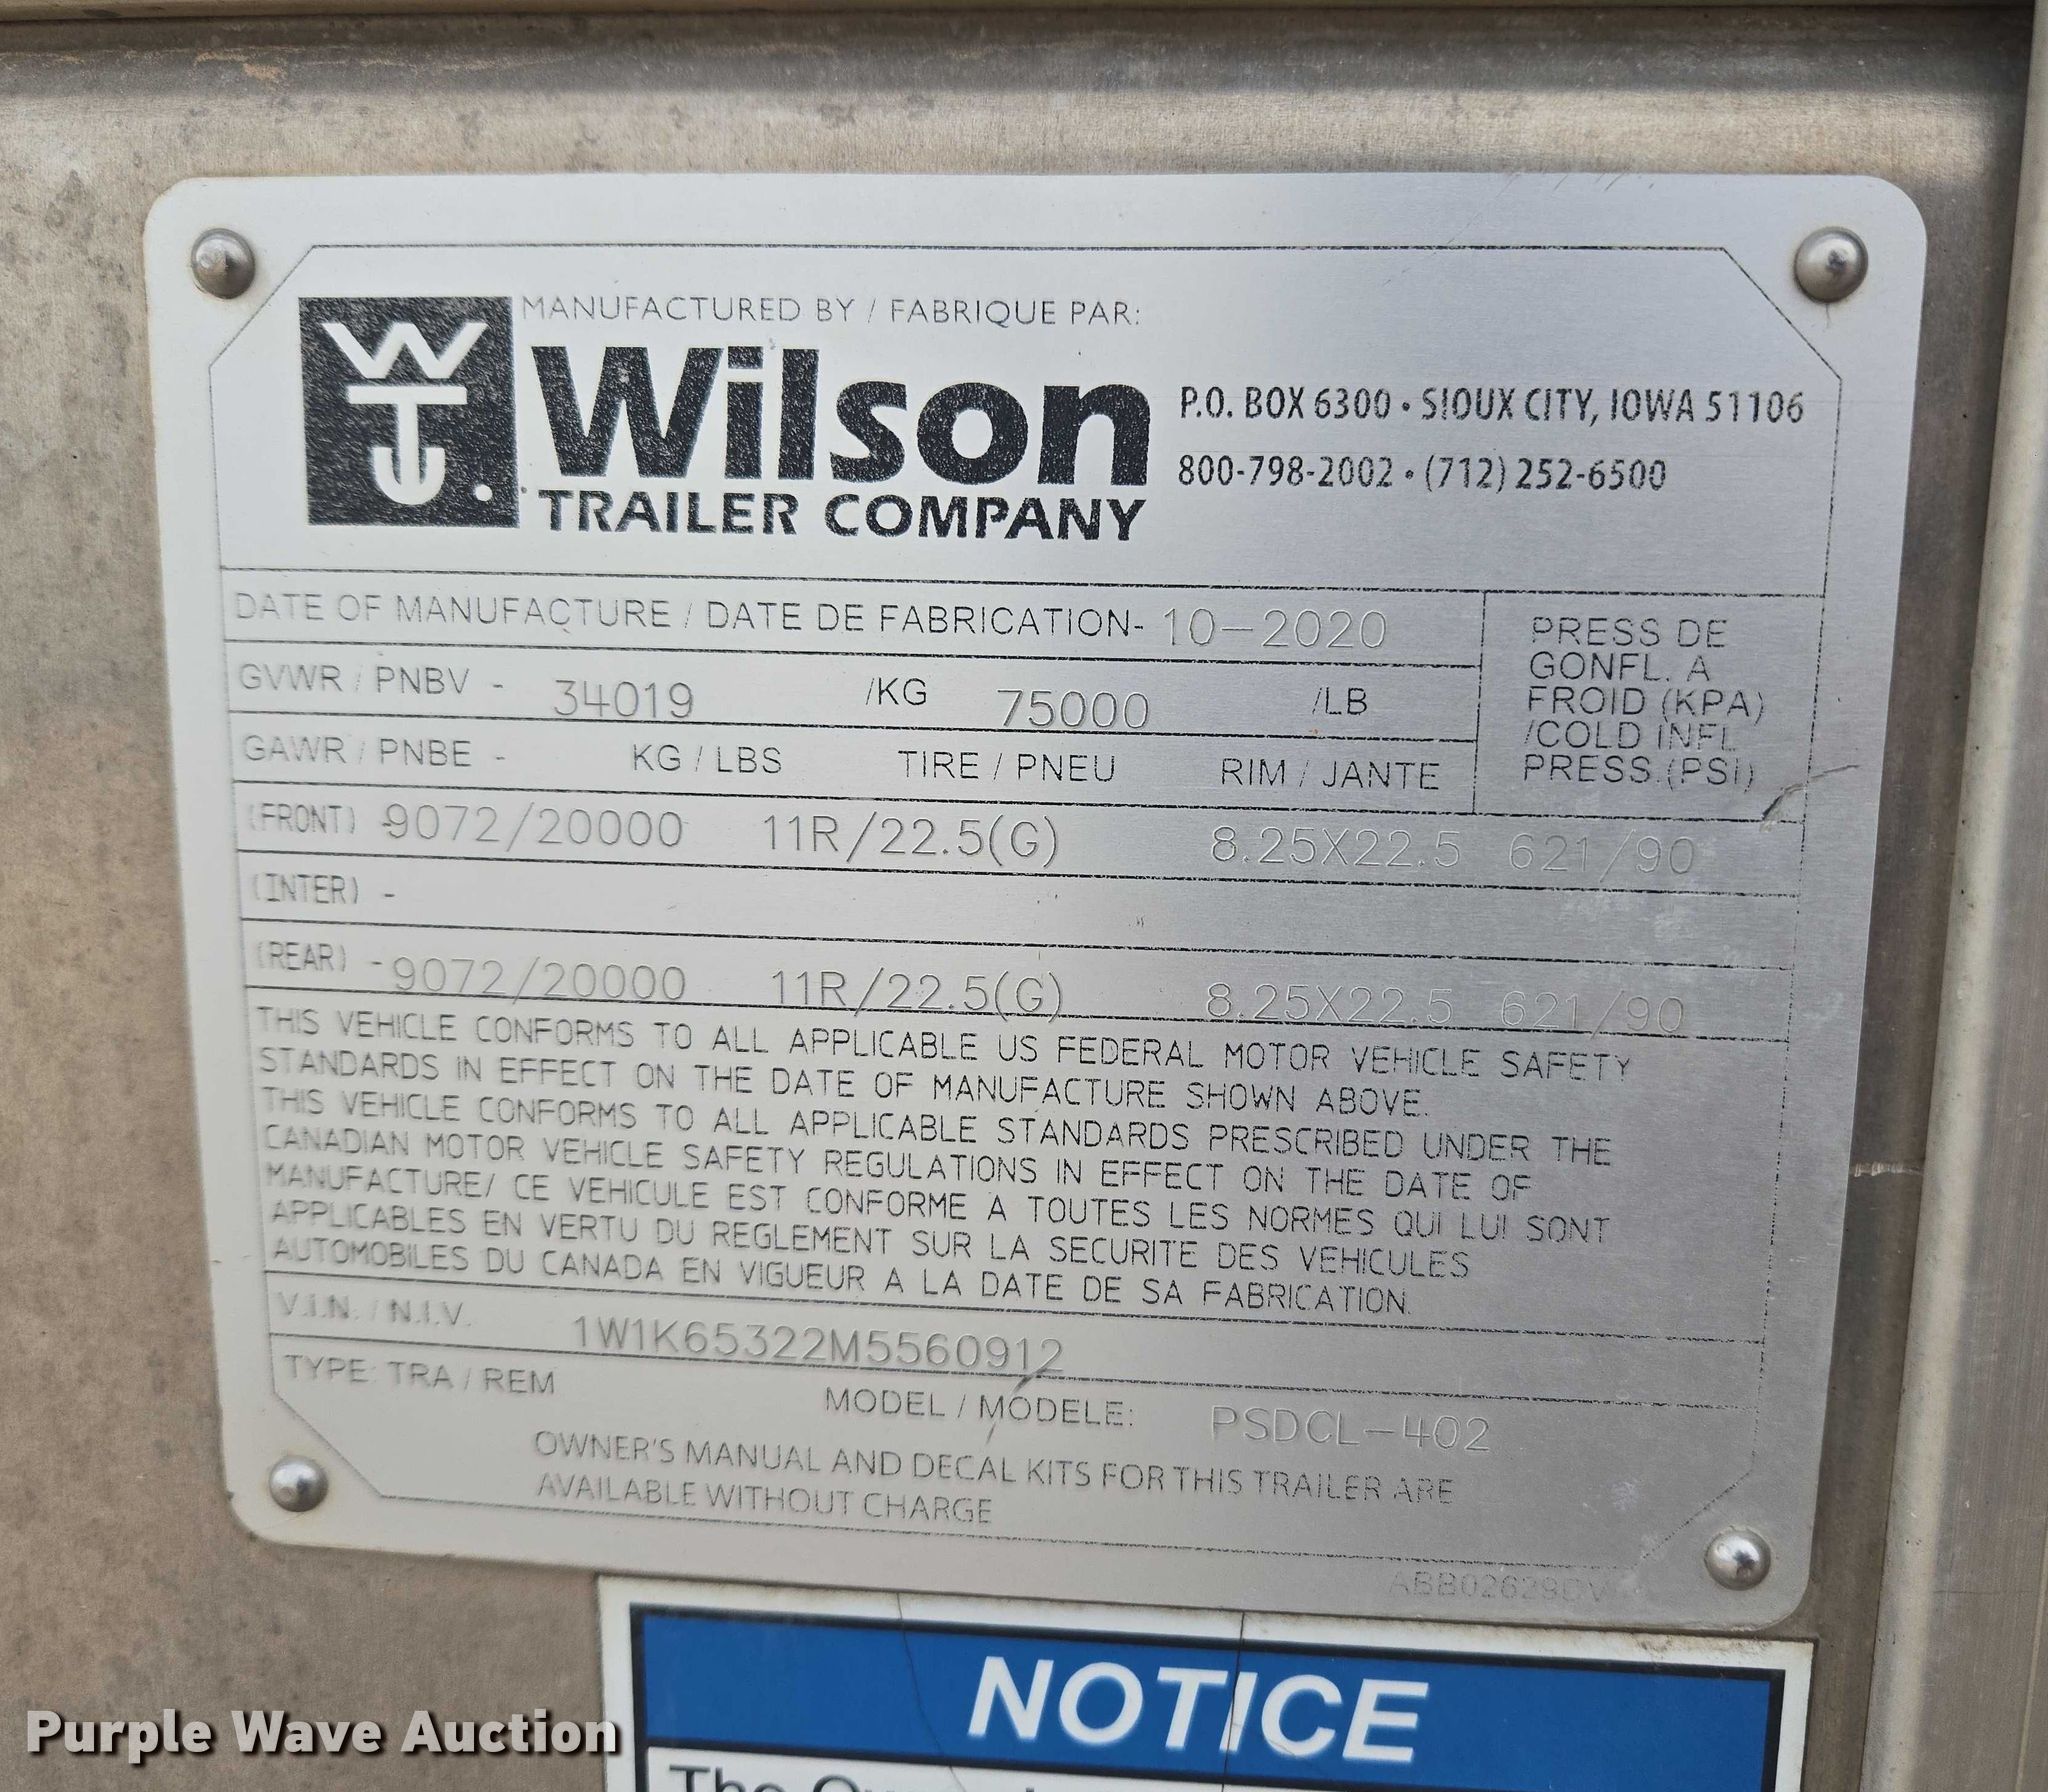 MANUFACTURED BY / FABRIQUE PAR:
WT
Wilson
TRAILER COMPANY
P.O. BOX 6300 • SIOUX CITY, IOWA 51106
800-798-2002 • (712) 252-6500
DATE OF MANUFACTURE / DATE DE FABRICATION- 10-2020
GVWR / PNBV - 34019 /KG 75000 /LB
GAWR / PNBE - KG / LBS TIRE / PNEU RIM / JANTE
PRESS DE
GONFL. A
FROID (KPA)
/COLD INFL
PRESS. (PSI)
(FRONT) -9072/20000 11R/22.5(G) 8.25X22.5 621/90
(INTER) -
(REAR) -9072/20000 11R/22.5(G) 8.25X22.5 621/90
THIS VEHICLE CONFORMS TO ALL APPLICABLE US FEDERAL MOTOR VEHICLE SAFETY
STANDARDS IN EFFECT ON THE DATE OF MANUFACTURE SHOWN ABOVE.
THIS VEHICLE CONFORMS TO ALL APPLICABLE STANDARDS PRESCRIBED UNDER THE
CANADIAN MOTOR VEHICLE SAFETY REGULATIONS IN EFFECT ON THE DATE OF
MANUFACTURE/ CE VEHICULE EST CONFORME A TOUTES LES NORMES QUI LUI SONT
APPLICABLES EN VERTU DU REGLEMENT SUR LA SECURITE DES VEHICULES
AUTOMOBILES DU CANADA EN VIGUEUR A LA DATE DE SA FABRICATION.
V.I.N. / N.I.V. 1W1K65322M5560912
TYPE: TRA / REM MODEL / MODELE: PSDCL-402
OWNER'S MANUAL AND DECAL KITS FOR THIS TRAILER ARE
AVAILABLE WITHOUT CHARGE
ABB02629DV
NOTICE
The
Purple Wave Auction